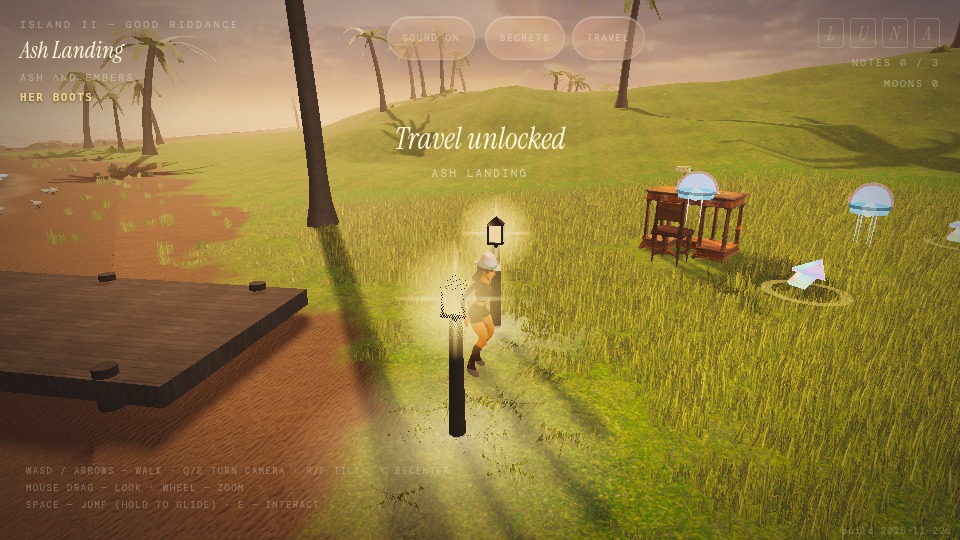 ISLAND II — GOOD RIDDANCE
Ash Landing
ASH AND EMBERS
HER BOOTS
SOUND ON
SECRETS
TRAVEL
L U N A
NOTES 0 / 3
MOONS 0
Travel unlocked
ASH LANDING
WASD / ARROWS — WALK · Q/E TURN CAMERA · R/F TILT · C RECENTER
MOUSE DRAG — LOOK · WHEEL — ZOOM
SPACE — JUMP (HOLD TO GLIDE) · E — INTERACT